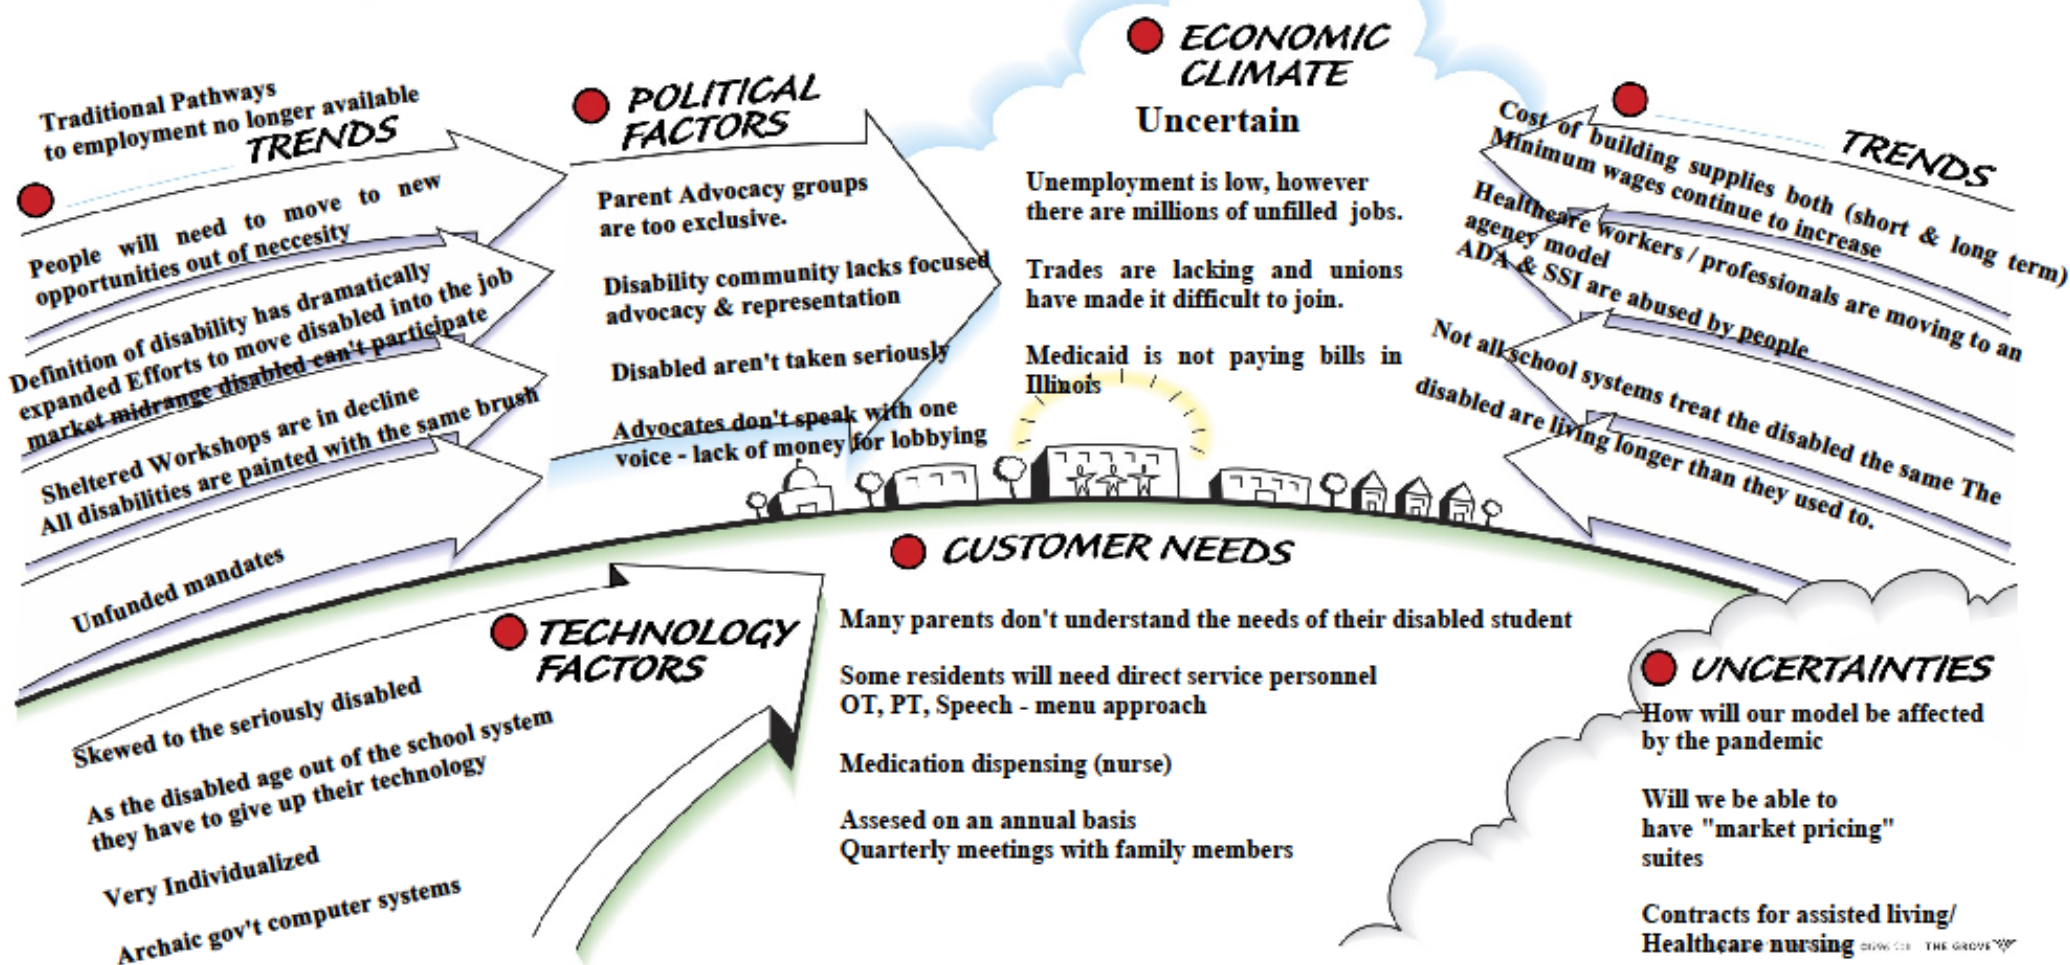 Traditional Pathways
to employment no longer available
TRENDS
People will need to move to new
opportunities out of neccesity
Definition of disability has dramatically
expanded Efforts to move disabled into the job
market midrange disabled can't participate
Sheltered Workshops are in decline
All disabilities are painted with the same brush
Unfunded mandates
POLITICAL
FACTORS
Parent Advocacy groups
are too exclusive.
Disability community lacks focused
advocacy & representation
Disabled aren't taken seriously
Advocates don't speak with one
voice - lack of money for lobbying
ECONOMIC
CLIMATE
Uncertain
Unemployment is low, however
there are millions of unfilled jobs.
Trades are lacking and unions
have made it difficult to join.
Medicaid is not paying bills in
Illinois
TRENDS
Cost of building supplies both (short & long term)
Minimum wages continue to increase
Healthcare workers / professionals are moving to an
agency model
ADA & SSI are abused by people
Not all school systems treat the disabled the same The
disabled are living longer than they used to.
TECHNOLOGY
FACTORS
Skewed to the seriously disabled
As the disabled age out of the school system
they have to give up their technology
Very Individualized
Archaic gov't computer systems
CUSTOMER NEEDS
Many parents don't understand the needs of their disabled student
Some residents will need direct service personnel
OT, PT, Speech - menu approach
Medication dispensing (nurse)
Assesed on an annual basis
Quarterly meetings with family members
UNCERTAINTIES
How will our model be affected
by the pandemic
Will we be able to
have "market pricing"
suites
Contracts for assisted living/
Healthcare nursing
THE GROVE